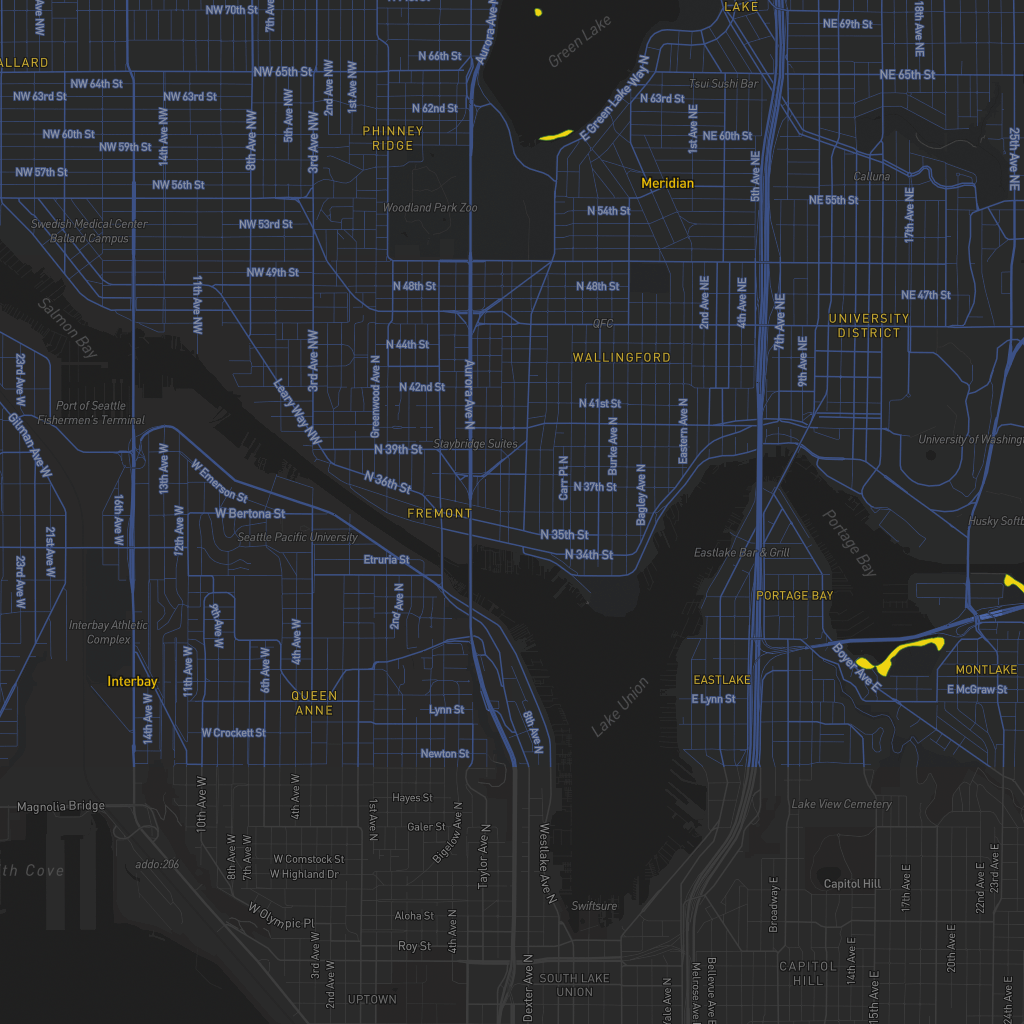 NW 70th St
7th Ave
Aurora Ave N
LAKE
NE 69th St
18th Ave NE
Green Lake
ALLARD
N 66th St
NW 65th St
NE 65th St
NW 64th St
Tsui Sushi Bar
NW 63rd St
NW 63rd St
2nd Ave NW
1st Ave NW
N 63rd St
E Green Lake Way N
5th Ave NW
N 62nd St
14th Ave NW
8th Ave NW
3rd Ave NW
NW 60th St
PHINNEY
RIDGE
1st Ave NE
NE 60th St
NW 59th St
25th Ave NE
NW 57th St
NW 56th St
Meridian
5th Ave NE
Calluna
Woodland Park Zoo
N 54th St
NE 55th St
17th Ave NE
Swedish Medical Center
Ballard Campus
NW 53rd St
NW 49th St
N 48th St
N 48th St
2nd Ave NE
4th Ave NE
NE 47th St
11th Ave NW
Salmon Bay
QFC
7th Ave NE
UNIVERSITY
DISTRICT
N 44th St
WALLINGFORD
3rd Ave NW
9th Ave NE
23rd Ave W
Greenwood Ave N
N 42nd St
Aurora Ave N
Port of Seattle
Fishermen's Terminal
Leary Way NW
N 41st St
Eastern Ave N
Gilman Ave W
Staybridge Suites
Burke Ave N
University of Washingt
N 39th St
13th Ave W
W Emerson St
N 36th St
Carr Pl N
N 37th St
Bagley Ave N
16th Ave W
W Bertona St
FREMONT
Portage Bay
Husky Softb
12th Ave W
Seattle Pacific University
N 35th St
21st Ave W
N 34th St
Eastlake Bar & Grill
Etruria St
23rd Ave W
2nd Ave N
PORTAGE BAY
9th Ave W
Interbay Athletic
Complex
4th Ave W
11th Ave W
6th Ave W
Boyer Ave E
MONTLAKE
Interbay
EASTLAKE
QUEEN
ANNE
E McGraw St
E Lynn St
14th Ave W
Lynn St
Lake Union
8th Ave N
W Crockett St
Newton St
10th Ave W
4th Ave W
Hayes St
1st Ave N
Magnolia Bridge
Lake View Cemetery
Galer St
Bigelow Ave N
8th Ave W
7th Ave W
W Comstock St
Taylor Ave N
Westlake Ave N
addo:206
th Cove
W Highland Dr
Capitol Hill
17th Ave E
22nd Ave E
23rd Ave E
Broadway E
W Olympic Pl
Aloha St
4th Ave N
Swiftsure
Roy St
3rd Ave W
2nd Ave W
14th Ave E
20th Ave E
Dexter Ave N
SOUTH LAKE
UNION
CAPITOL
HILL
Melrose Ave
Bellevue Ave E
15th Ave E
24th Ave E
UPTOWN
Yale Ave N